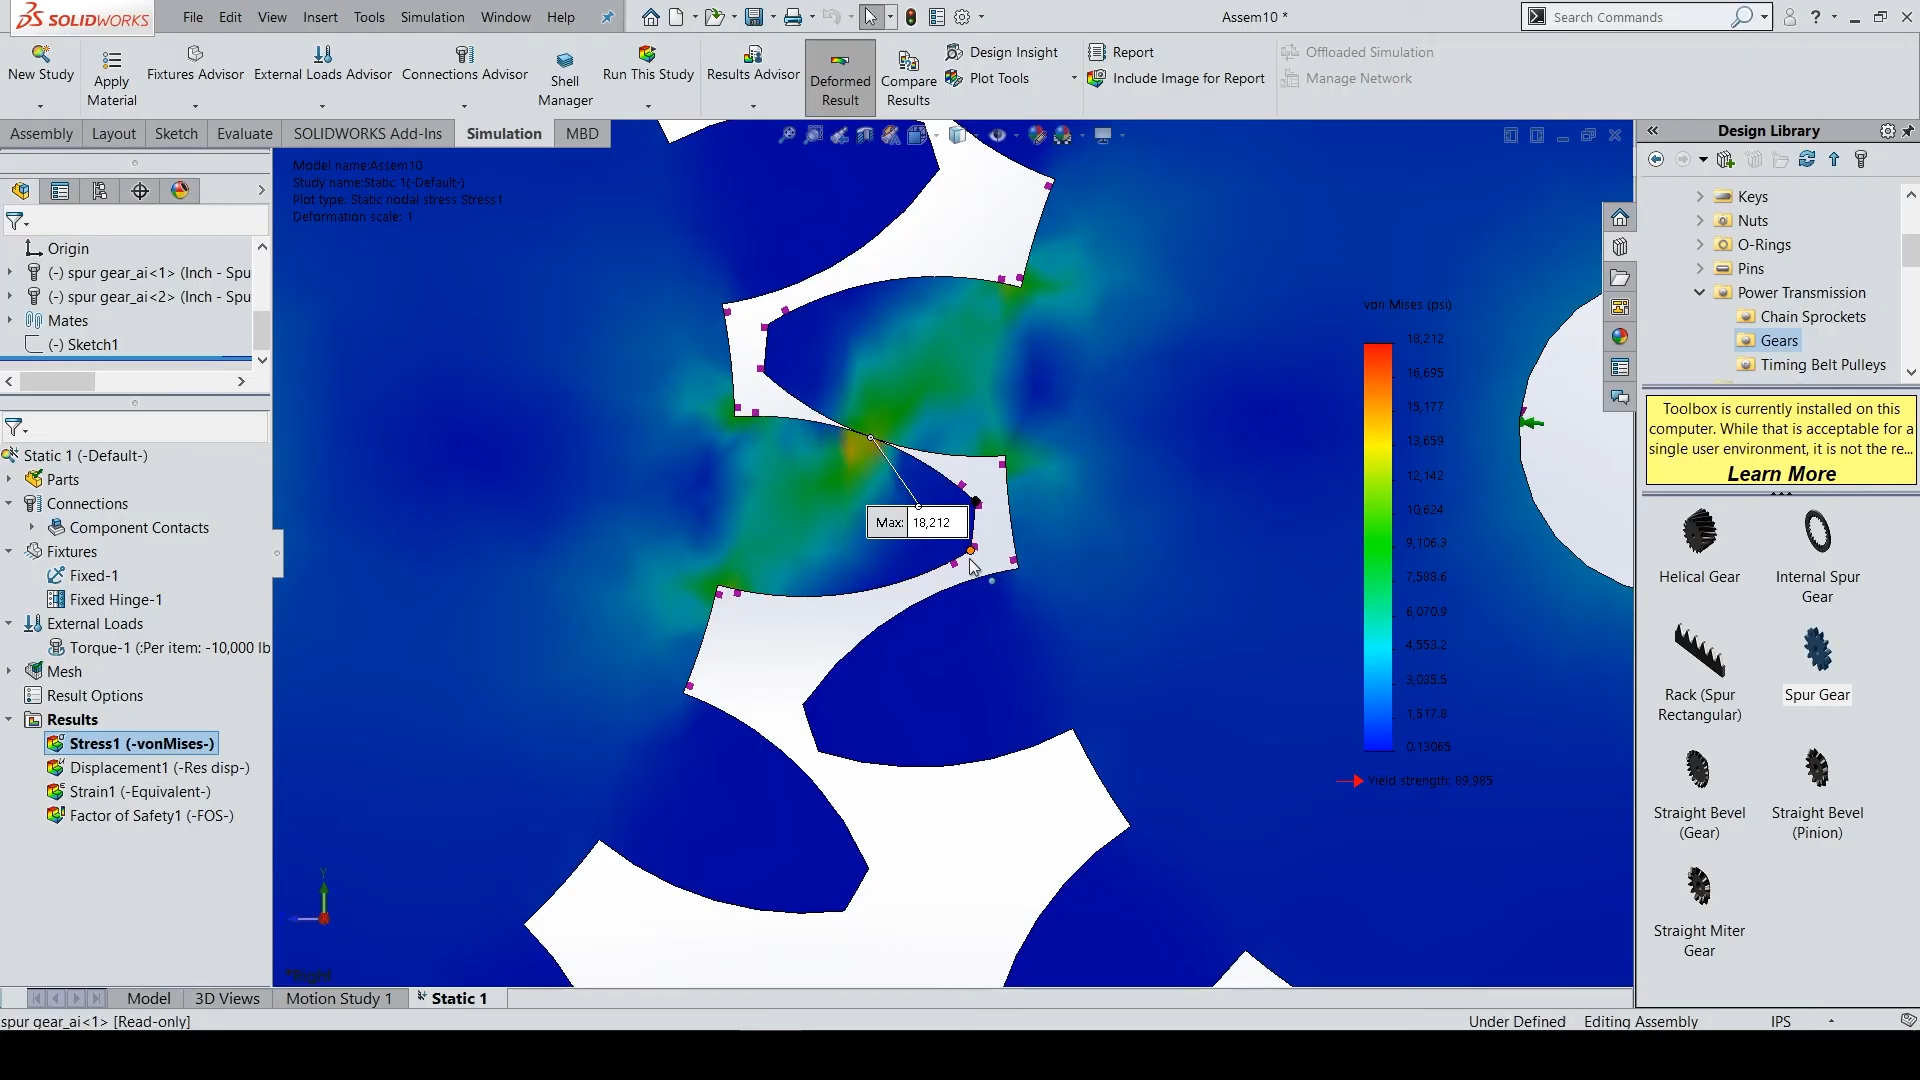 SOLIDWORKS
File Edit View Insert Tools Simulation Window Help
Assem10 *
Search Commands
New Study
Apply Material
Fixtures Advisor
External Loads Advisor
Connections Advisor
Shell Manager
Run This Study
Results Advisor
Deformed Result
Compare Results
Design Insight
Plot Tools
Report
Include Image for Report
Offloaded Simulation
Manage Network
Assembly Layout Sketch Evaluate SOLIDWORKS Add-Ins Simulation MBD
Origin
(-) spur gear_ai<1> (Inch - Spu
(-) spur gear_ai<2> (Inch - Spu
Mates
(-) Sketch1
Static 1 (-Default-)
Parts
Connections
Component Contacts
Fixtures
Fixed-1
Fixed Hinge-1
External Loads
Torque-1 (:Per item: -10,000 lb
Mesh
Result Options
Results
Stress1 (-vonMises-)
Displacement1 (-Res disp-)
Strain1 (-Equivalent-)
Factor of Safety1 (-FOS-)
Model name:Assem10
Study name:Static 1(-Default-)
Plot type: Static nodal stress Stress1
Deformation scale: 1
Max: 18,212
von Mises (psi)
18,212
16,695
15,177
13,659
12,142
10,624
9,106.3
7,588.6
6,070.9
4,553.2
3,035.5
1,517.8
0.13065
Yield strength: 89,985
Y
*Right
Design Library
Keys
Nuts
O-Rings
Pins
Power Transmission
Chain Sprockets
Gears
Timing Belt Pulleys
Toolbox is currently installed on this
computer. While that is acceptable for a
single user environment, it is not the re...
Learn More
Helical Gear
Internal Spur Gear
Rack (Spur Rectangular)
Spur Gear
Straight Bevel (Gear)
Straight Bevel (Pinion)
Straight Miter Gear
Model 3D Views Motion Study 1 Static 1
spur gear_ai<1> [Read-only]
Under Defined Editing Assembly IPS